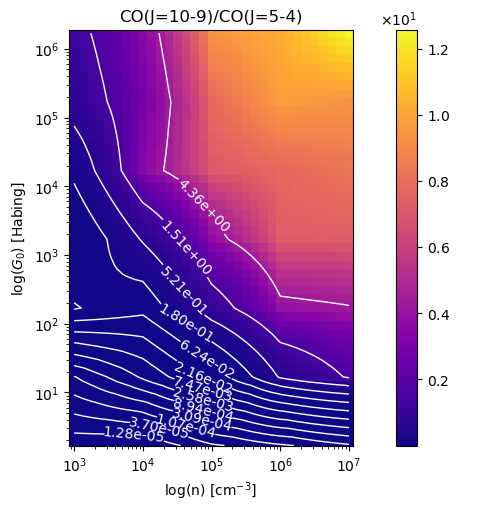 CO(J=10-9)/CO(J=5-4)
×10¹
log(G₀) [Habing]
10⁶
10⁵
10⁴
10³
10²
10¹
4.36e+00
1.51e+00
5.21e-01
1.80e-01
6.24e-02
2.16e-02
7.47e-03
2.58e-03
8.94e-04
3.09e-04
1.07e-04
3.70e-05
1.28e-05
10³ 10⁴ 10⁵ 10⁶ 10⁷
log(n) [cm⁻³]
1.2
1.0
0.8
0.6
0.4
0.2